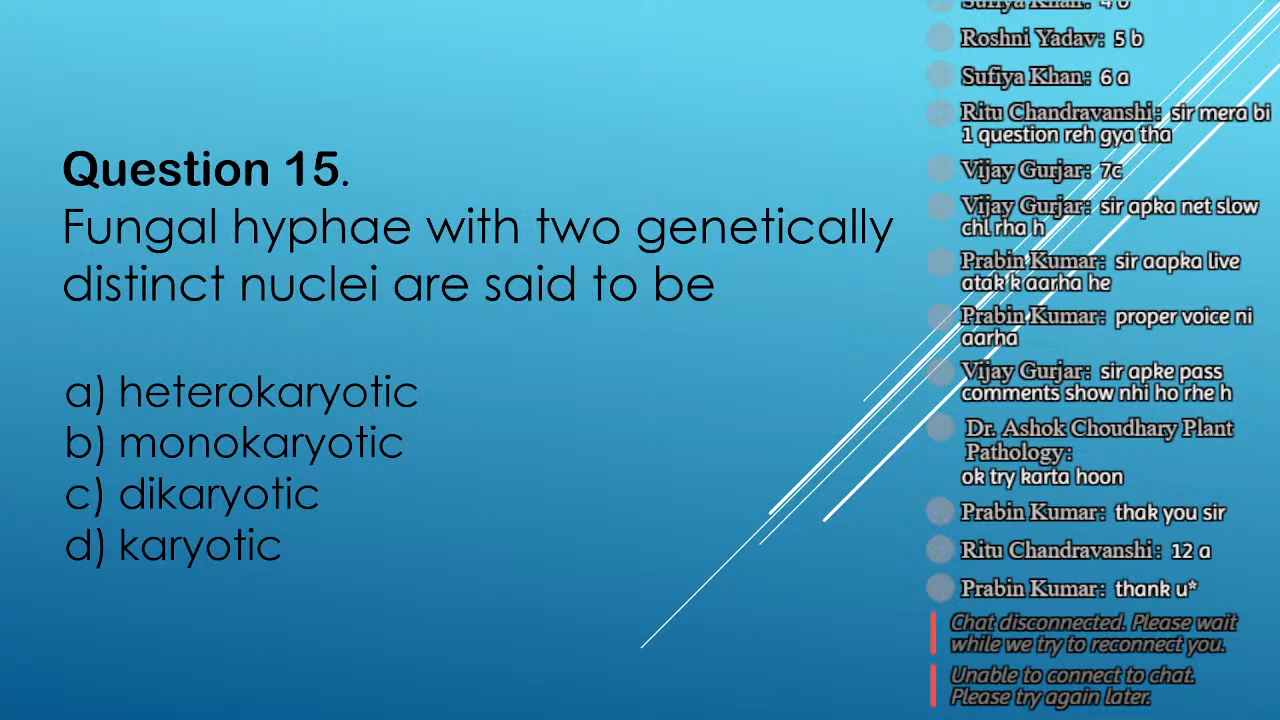 Question 15.
Fungal hyphae with two genetically
distinct nuclei are said to be
a) heterokaryotic
b) monokaryotic
c) dikaryotic
d) karyotic
Sufiya Khan: 4 b
Roshni Yadav: 5 b
Sufiya Khan: 6 a
Ritu Chandravanshi: sir mera bi
1 question reh gya tha
Vijay Gurjar: 7c
Vijay Gurjar: sir apka net slow
chl rha h
Prabin Kumar: sir aapka live
atak k aarha he
Prabin Kumar: proper voice ni
aarha
Vijay Gurjar: sir apke pass
comments show nhi ho rhe h
Dr. Ashok Choudhary Plant
Pathology:
ok try karta hoon
Prabin Kumar: thak you sir
Ritu Chandravanshi: 12 a
Prabin Kumar: thank u*
Chat disconnected. Please wait
while we try to reconnect you.
Unable to connect to chat.
Please try again later.